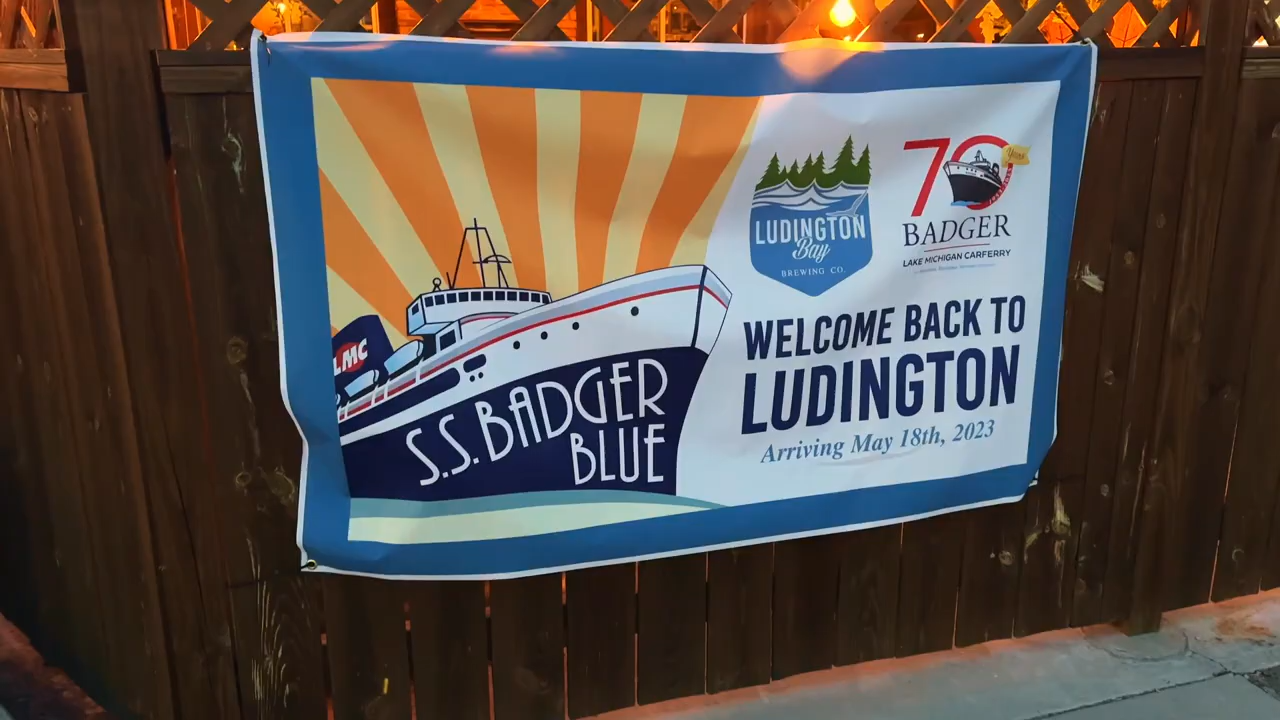 LMC
S.S. BADGER
BLUE
LUDINGTON
Bay
BREWING CO.
70
Years
BADGER
LAKE MICHIGAN CARFERRY
WELCOME BACK TO
LUDINGTON
Arriving May 18th, 2023